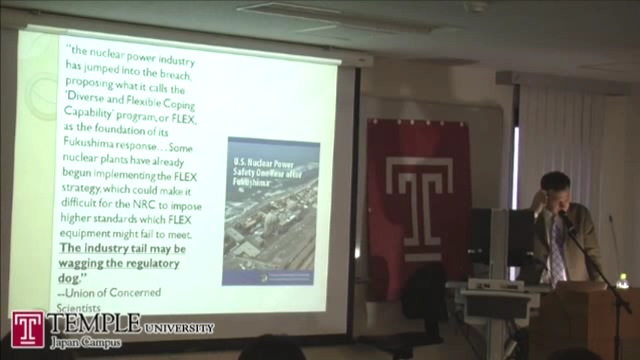 “the nuclear power industry
has jumped into the breach,
proposing what it calls the
‘Diverse and Flexible Coping
Capability’ program, or FLEX,
as the foundation of its
Fukushima response… Some
nuclear plants have already
begun implementing the FLEX
strategy, which could make it
difficult for the NRC to impose
higher standards which FLEX
equipment might fail to meet.
The industry tail may be
wagging the regulatory
dog.”
--Union of Concerned
Scientists
U.S. Nuclear Power
Safety One Year after
Fukushima
T
T
TEMPLE UNIVERSITY
Japan Campus